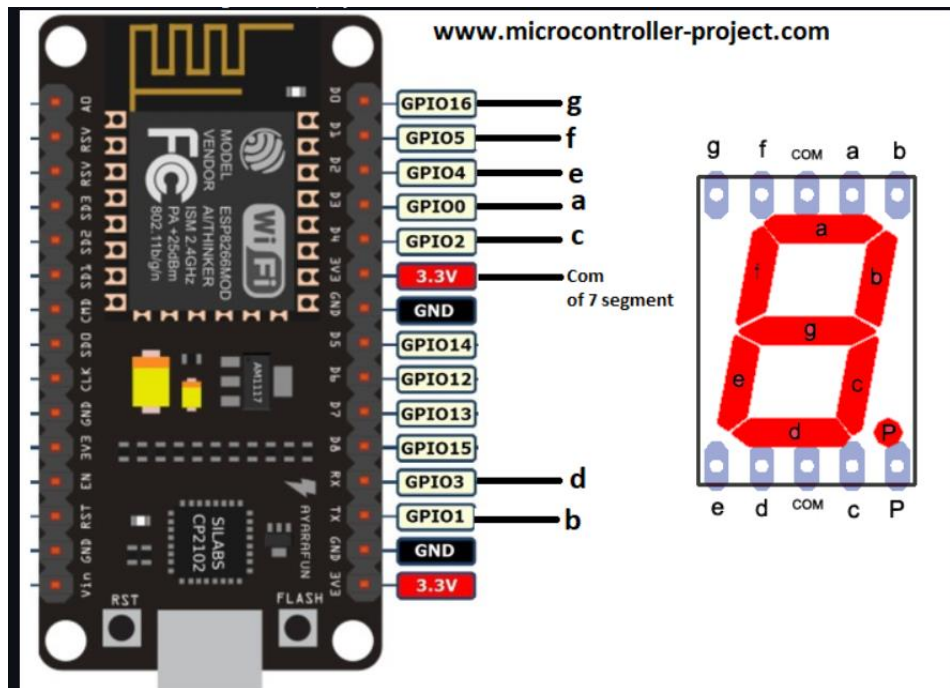 www.microcontroller-project.com
A0
RSV
RSV
SD3
SD2
SD1
CMD
SD0
CLK
GND
3V3
EN
RST
GND
Vin
MODEL
VENDOR
ESP8266MOD
AI/THINKER
ISM 2.4GHz
PA +25dBm
802.11b/g/n
FC
WiFi
AM1117
SILABS
CP2102
AYARAFUN
RST
FLASH
D0 GPIO16 g
D1 GPIO5 f
D2 GPIO4 e
D3 GPIO0 a
D4 GPIO2 c
3V3 3.3V Com
of 7 segment
GND GND
D5 GPIO14
D6 GPIO12
D7 GPIO13
D8 GPIO15
RX GPIO3 d
TX GPIO1 b
GND GND
3V3 3.3V
g f COM a b
a
f b
g
e c
d P
e d COM c P